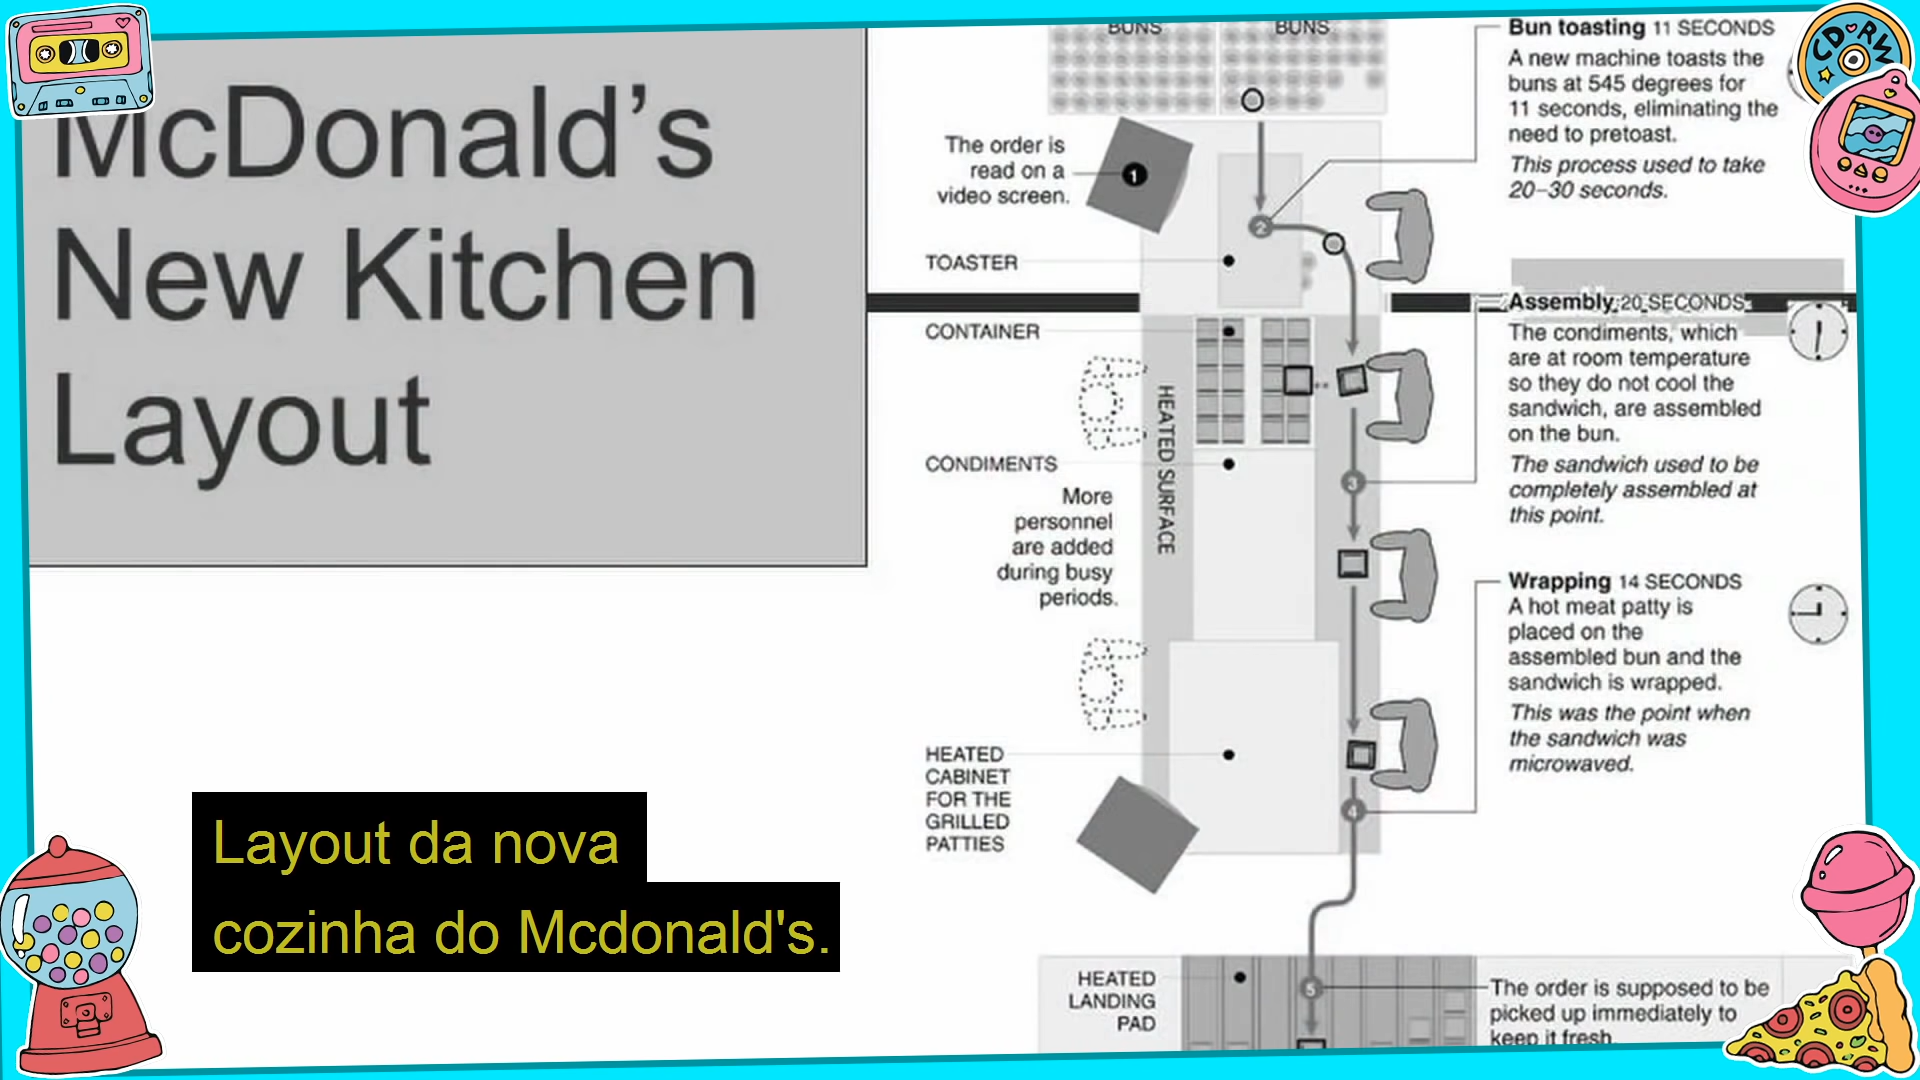 McDonald's
New Kitchen
Layout
Layout da nova
cozinha do Mcdonald's.
BUNS BUNS
The order is
read on a
video screen.
1
2
TOASTER
CONTAINER
HEATED SURFACE
CONDIMENTS
3
More
personnel
are added
during busy
periods.
HEATED
CABINET
FOR THE
GRILLED
PATTIES
4
HEATED
LANDING
PAD
5
Bun toasting 11 SECONDS
A new machine toasts the
buns at 545 degrees for
11 seconds, eliminating the
need to pretoast.
This process used to take
20–30 seconds.
Assembly 20 SECONDS
The condiments, which
are at room temperature
so they do not cool the
sandwich, are assembled
on the bun.
The sandwich used to be
completely assembled at
this point.
Wrapping 14 SECONDS
A hot meat patty is
placed on the
assembled bun and the
sandwich is wrapped.
This was the point when
the sandwich was
microwaved.
The order is supposed to be
picked up immediately to
keep it fresh.
CD RW